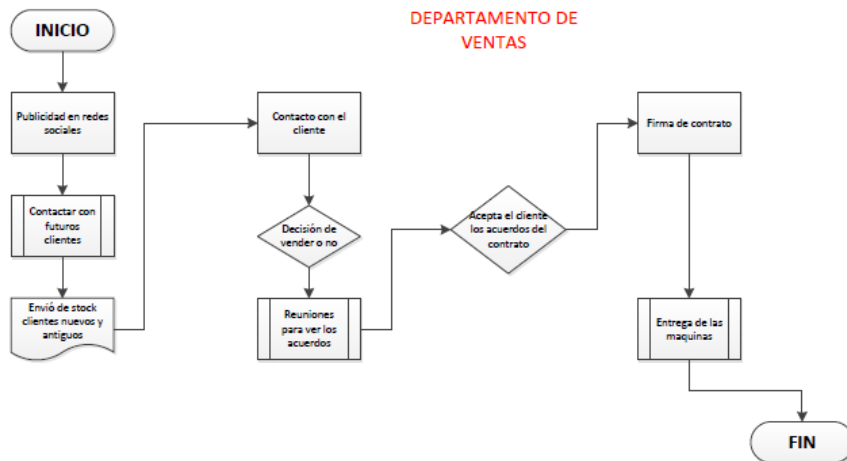 DEPARTAMENTO DE
VENTAS
INICIO
Publicidad en redes
sociales
Contactar con
futuros
clientes
Envió de stock
clientes nuevos y
antiguos
Contacto con el
cliente
Decisión de
vender o no
Reuniones
para ver los
acuerdos
Acepta el cliente
los acuerdos del
contrato
Firma de contrato
Entrega de las
maquinas
FIN